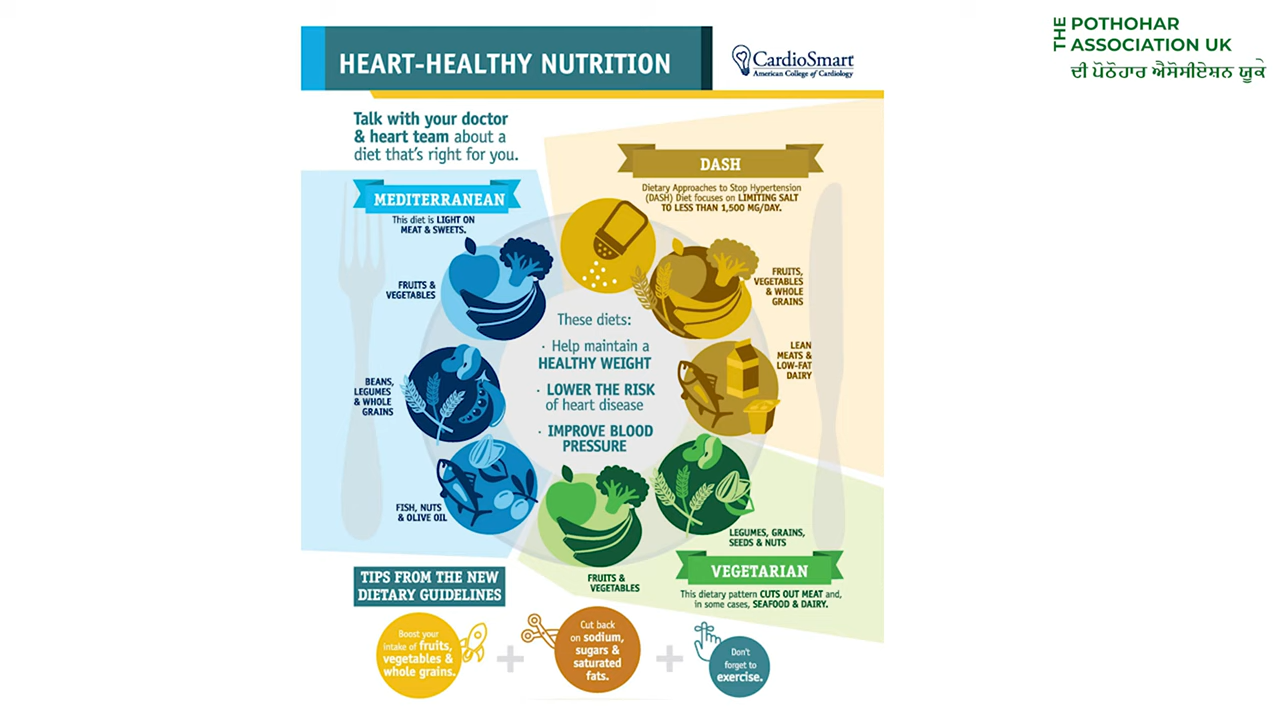 HEART-HEALTHY NUTRITION
CardioSmart
American College of Cardiology
THE
POTHOHAR
ASSOCIATION UK
ਦੀ ਪੋਠੋਹਾਰ ਐਸੋਸੀਏਸ਼ਨ ਯੂਕੇ
Talk with your doctor
& heart team about a
diet that's right for you.
MEDITERRANEAN
This diet is LIGHT ON
MEAT & SWEETS.
FRUITS &
VEGETABLES
BEANS,
LEGUMES
& WHOLE
GRAINS
FISH, NUTS
& OLIVE OIL
DASH
Dietary Approaches to Stop Hypertension
(DASH) Diet focuses on LIMITING SALT
TO LESS THAN 1,500 MG/DAY.
FRUITS,
VEGETABLES
& WHOLE
GRAINS
LEAN
MEATS &
LOW-FAT
DAIRY
These diets:
· Help maintain a
HEALTHY WEIGHT
· LOWER THE RISK
of heart disease
· IMPROVE BLOOD
PRESSURE
LEGUMES, GRAINS,
SEEDS & NUTS
FRUITS &
VEGETABLES
VEGETARIAN
This dietary pattern CUTS OUT MEAT and,
in some cases, SEAFOOD & DAIRY.
TIPS FROM THE NEW
DIETARY GUIDELINES
Boost your
intake of fruits,
vegetables &
whole grains.
+
Cut back
on sodium,
sugars &
saturated
fats.
+
Don't
forget to
exercise.